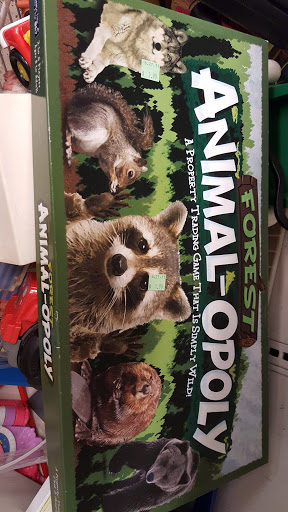 FOREST
ANIMAL-OPOLY
A PROPERTY TRADING GAME THAT IS SIMPLY WILD!
ANIMAL-OPOLY